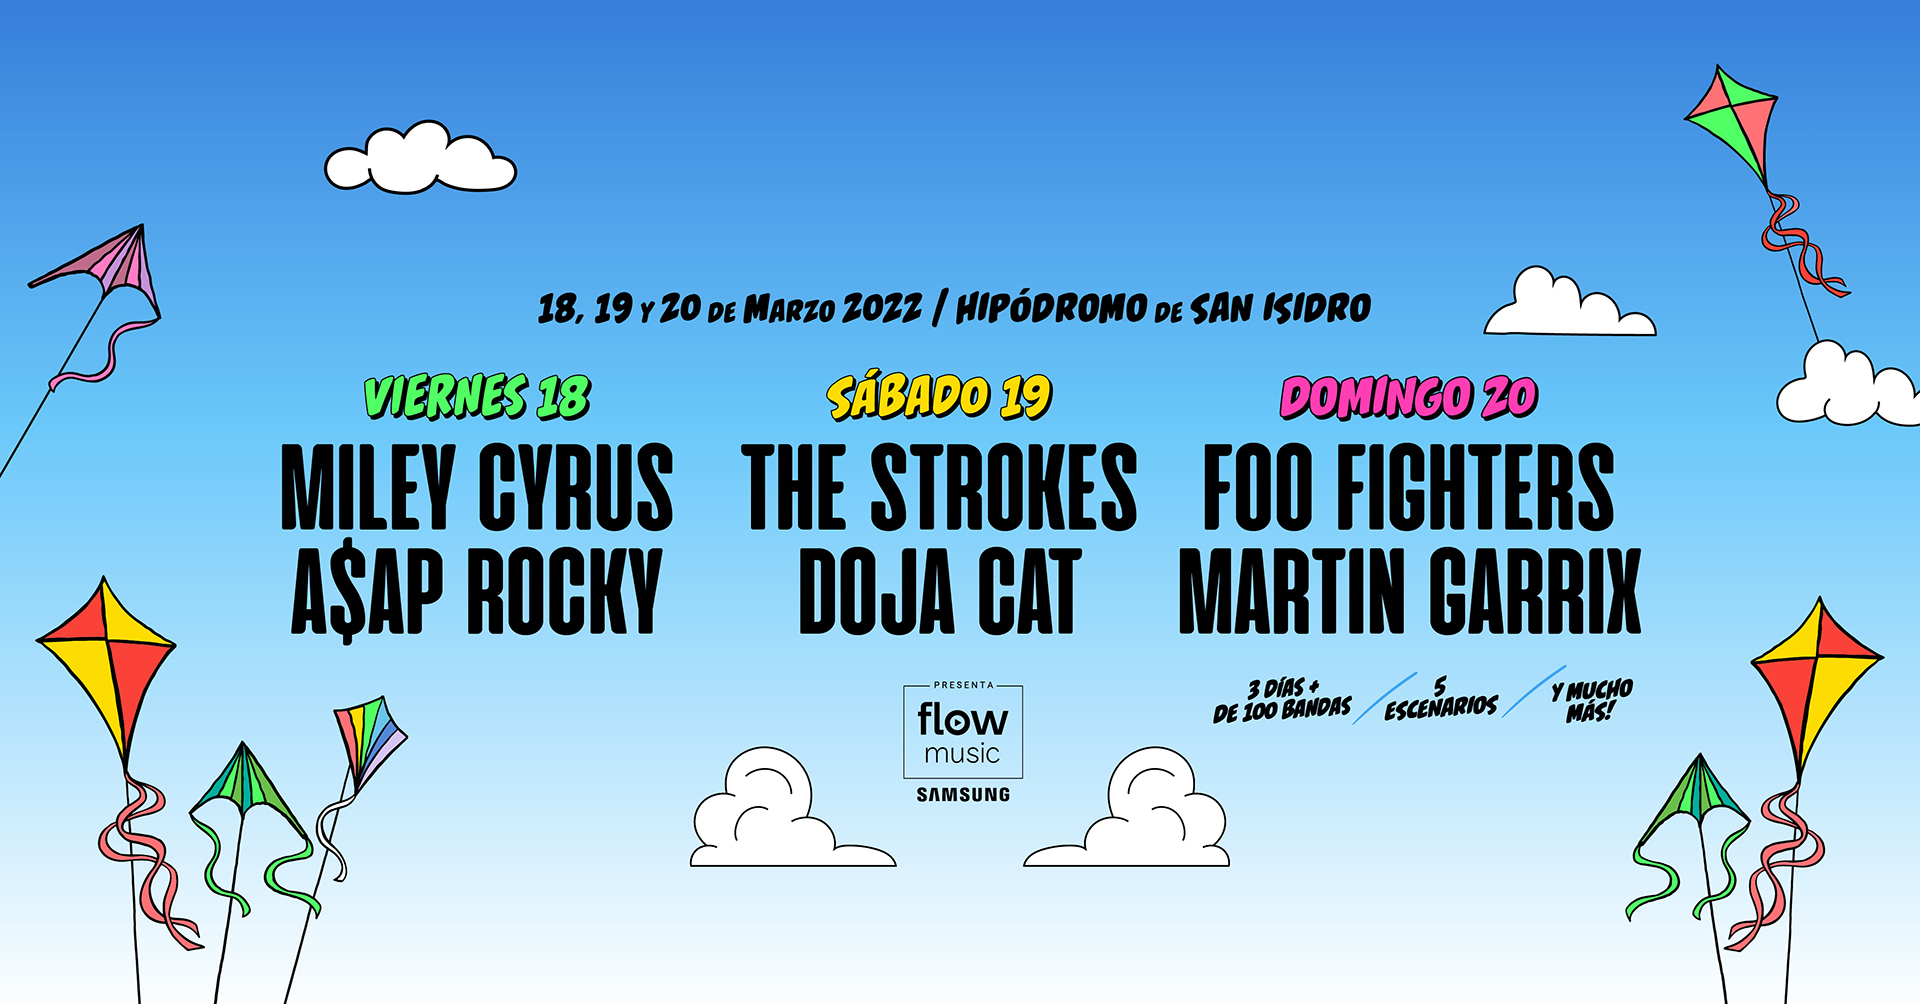 18, 19 Y 20 DE MARZO 2022 / HIPÓDROMO DE SAN ISIDRO
VIERNES 18
MILEY CYRUS
A$AP ROCKY
SÁBADO 19
THE STROKES
DOJA CAT
DOMINGO 20
FOO FIGHTERS
MARTIN GARRIX
3 DÍAS +
DE 100 BANDAS
5
ESCENARIOS
Y MUCHO
MÁS!
PRESENTA
flow
music
SAMSUNG